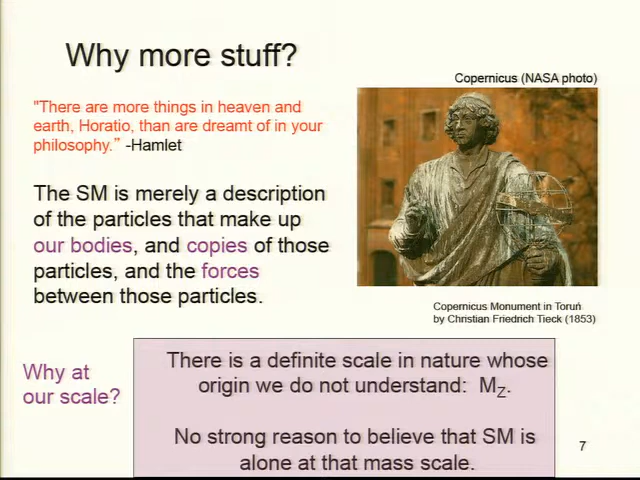 Why more stuff?
Copernicus (NASA photo)
"There are more things in heaven and
earth, Horatio, than are dreamt of in your
philosophy." -Hamlet
The SM is merely a description
of the particles that make up
our bodies, and copies of those
particles, and the forces
between those particles.
Copernicus Monument in Toruń
by Christian Friedrich Tieck (1853)
Why at
our scale?
There is a definite scale in nature whose
origin we do not understand: MZ.
No strong reason to believe that SM is
alone at that mass scale.
7